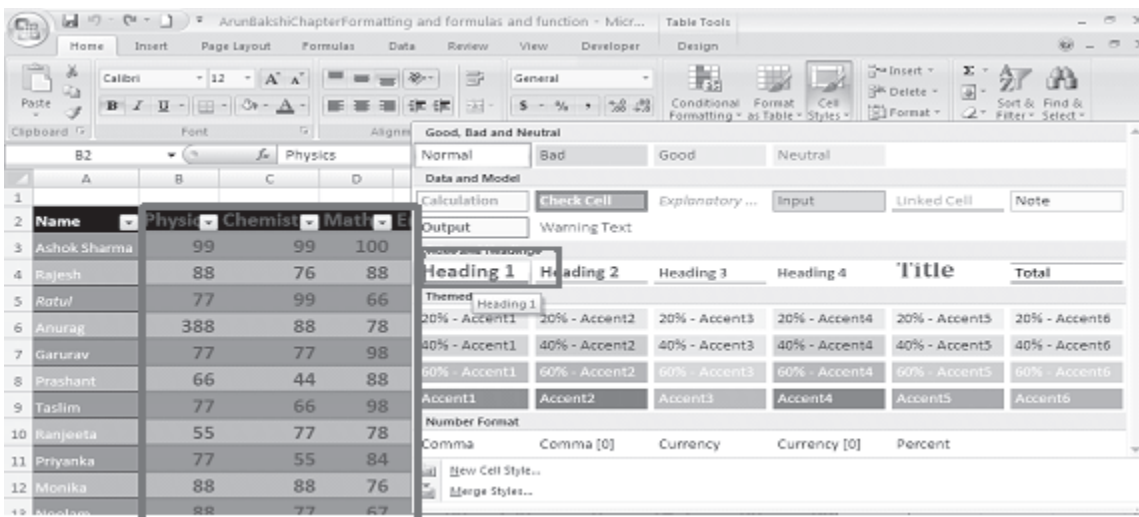 ArunBakshiChapterFormatting and formulas and function - Micr... Table Tools
Home Insert Page Layout Formulas Data Review View Developer Design
Paste
Calibri 12 A A
B I U A
General
$ % ,
Conditional Formatting
Format as Table
Cell Styles
Insert
Delete
Format
Σ
Sort & Filter
Find & Select
Clipboard Font Alignm
B2 fx Physics
A B C D
1
2 Name Physic Chemist Math E
3 Ashok Sharma 99 99 100
4 Rajesh 88 76 88
5 Ratul 77 99 66
6 Anurag 388 88 78
7 Garurav 77 77 98
8 Prashant 66 44 88
9 Taslim 77 66 98
10 Ranjeeta 55 77 78
11 Priyanka 77 55 84
12 Monika 88 88 76
13 Neelam 88 77 67
Good, Bad and Neutral
Normal Bad Good Neutral
Data and Model
Calculation Check Cell Explanatory ... Input Linked Cell Note
Output Warning Text
Heading 1 Heading 2 Heading 3 Heading 4 Title Total
Themed
Heading 1
20% - Accent1 20% - Accent2 20% - Accent3 20% - Accent4 20% - Accent5 20% - Accent6
40% - Accent1 40% - Accent2 40% - Accent3 40% - Accent4 40% - Accent5 40% - Accent6
60% - Accent1 60% - Accent2 60% - Accent3 60% - Accent4 60% - Accent5 60% - Accent6
Accent1 Accent2 Accent3 Accent4 Accent5 Accent6
Number Format
Comma Comma [0] Currency Currency [0] Percent
New Cell Style...
Merge Styles...